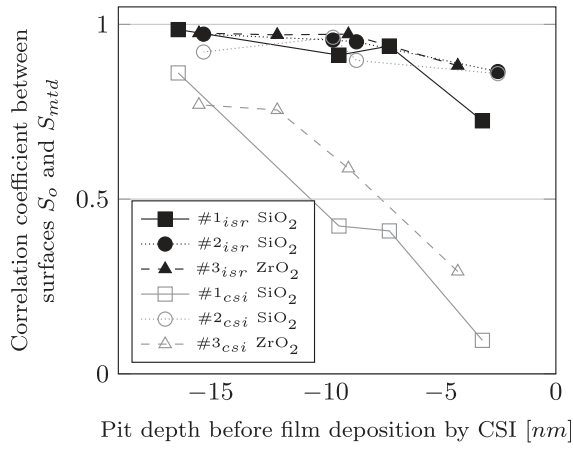 Correlation coefficient between
surfaces S_o and S_mtd
1
0.5
0
#1_isr SiO_2
#2_isr SiO_2
#3_isr ZrO_2
#1_csi SiO_2
#2_csi SiO_2
#3_csi ZrO_2
−15 −10 −5 0
Pit depth before film deposition by CSI [nm]